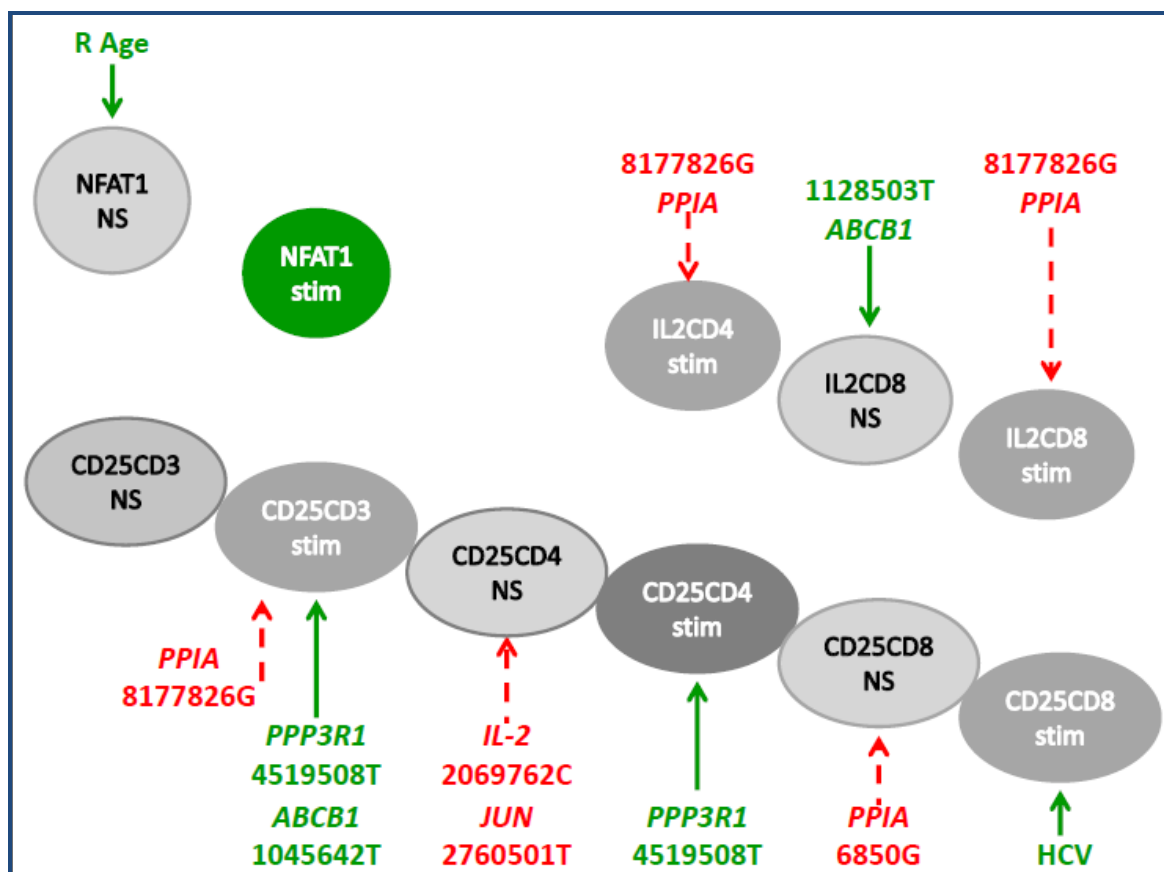 R Age
NFAT1
NS
NFAT1
stim
8177826G
PPIA
1128503T
ABCB1
8177826G
PPIA
IL2CD4
stim
IL2CD8
NS
IL2CD8
stim
CD25CD3
NS
CD25CD3
stim
CD25CD4
NS
CD25CD4
stim
CD25CD8
NS
CD25CD8
stim
PPIA
8177826G
PPP3R1
4519508T
ABCB1
1045642T
IL-2
2069762C
JUN
2760501T
PPP3R1
4519508T
PPIA
6850G
HCV